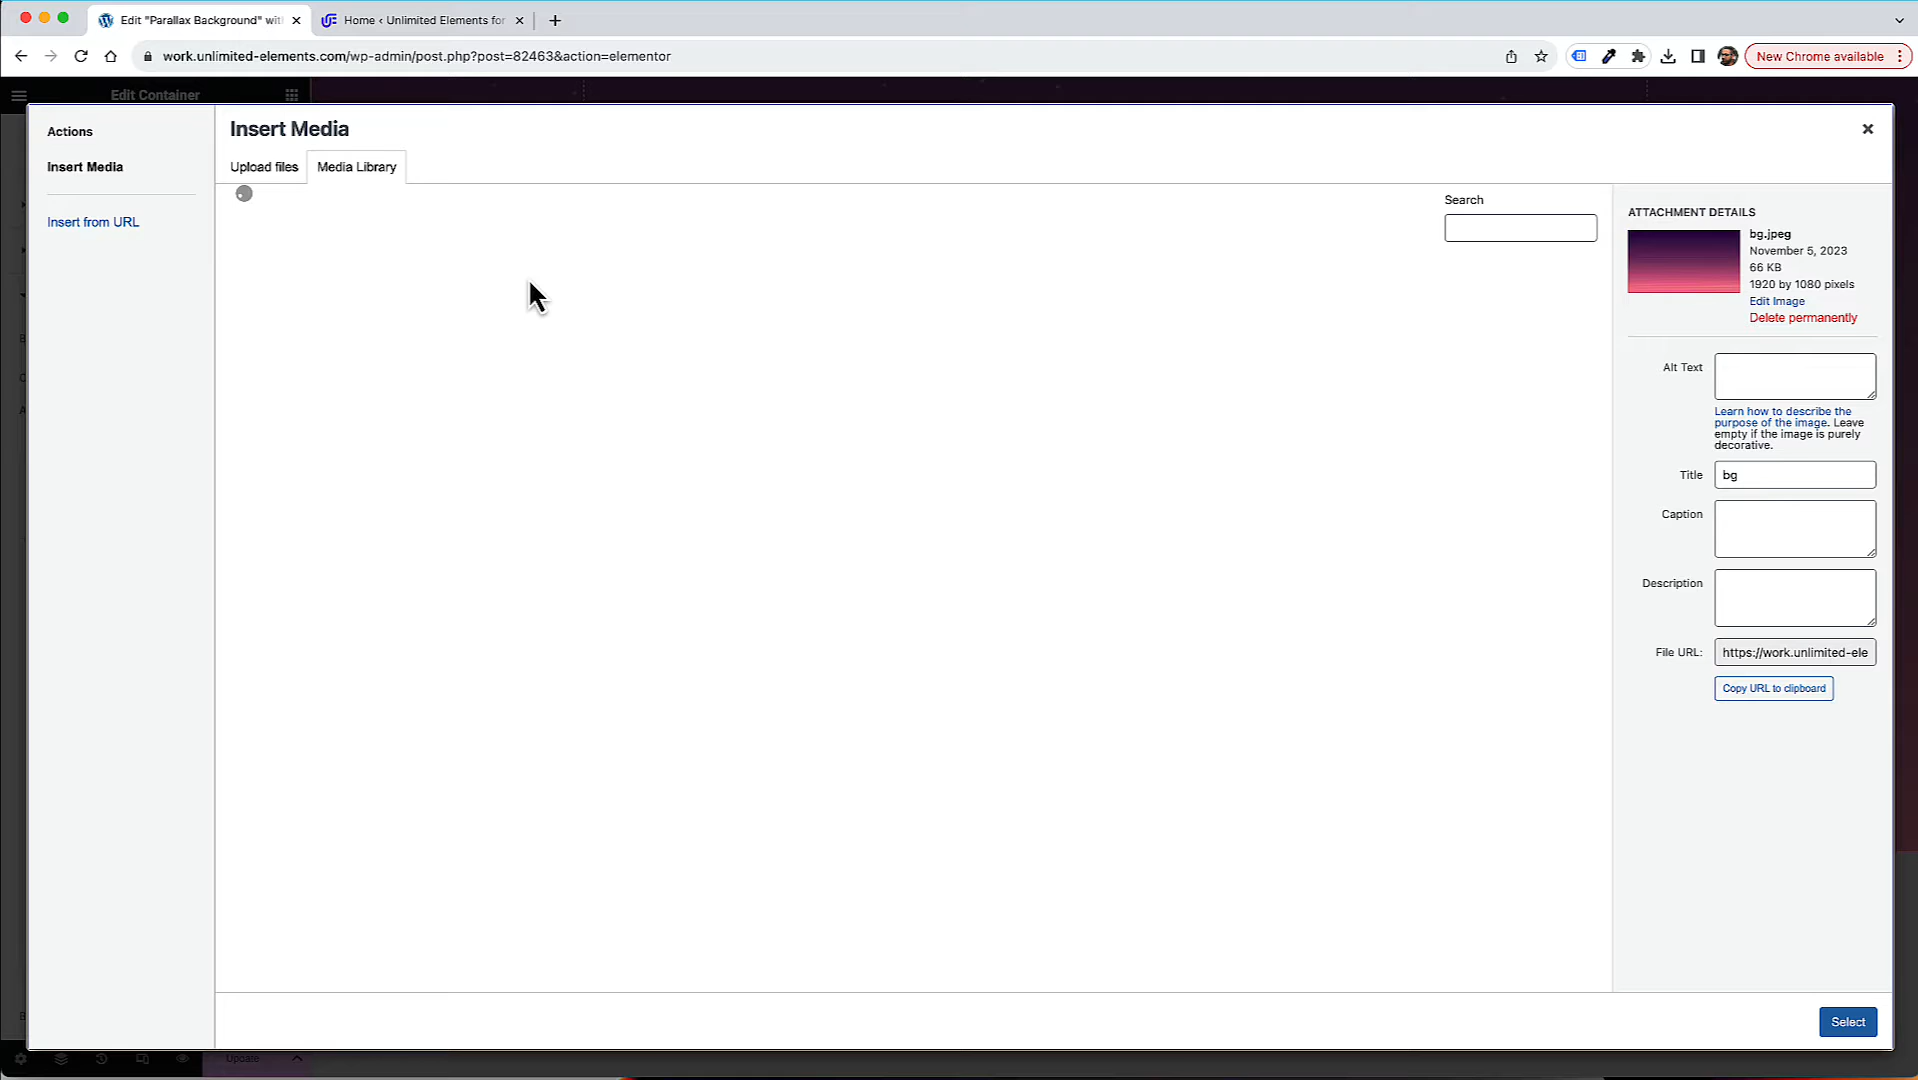 Edit "Parallax Background" wit
Home ‹ Unlimited Elements for
work.unlimited-elements.com/wp-admin/post.php?post=82463&action=elementor
New Chrome available
Edit Container
Actions
Insert Media
Insert from URL
Insert Media
Upload files
Media Library
Search
ATTACHMENT DETAILS
bg.jpeg
November 5, 2023
66 KB
1920 by 1080 pixels
Edit Image
Delete permanently
Alt Text
Learn how to describe the
purpose of the image. Leave
empty if the image is purely
decorative.
Title
bg
Caption
Description
File URL:
https://work.unlimited-ele
Copy URL to clipboard
Select
Update